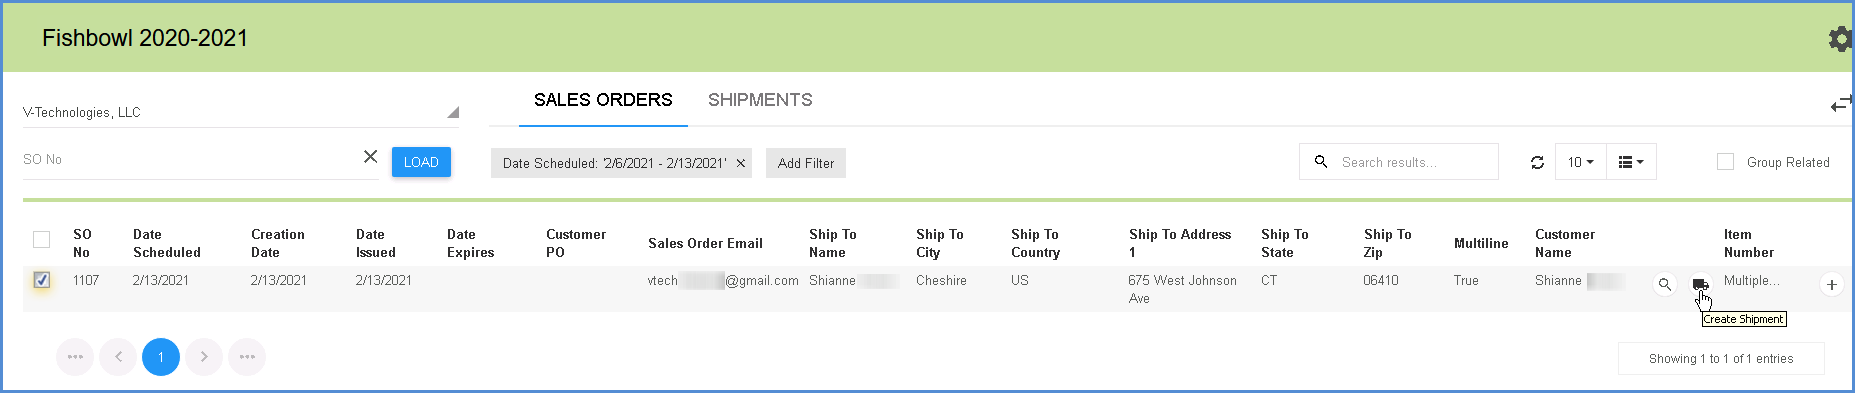 Fishbowl 2020-2021
V-Technologies, LLC
SALES ORDERS SHIPMENTS
SO No LOAD
Date Scheduled: '2/6/2021 - 2/13/2021' × Add Filter
Search results...
10
Group Related
SO No
Date Scheduled
Creation Date
Date Issued
Date Expires
Customer PO
Sales Order Email
Ship To Name
Ship To City
Ship To Country
Ship To Address 1
Ship To State
Ship To Zip
Multiline
Customer Name
Item Number
1107 2/13/2021 2/13/2021 2/13/2021 vtech @gmail.com Shianne Cheshire US 675 West Johnson Ave CT 06410 True Shianne Multiple...
Create Shipment
1
Showing 1 to 1 of 1 entries